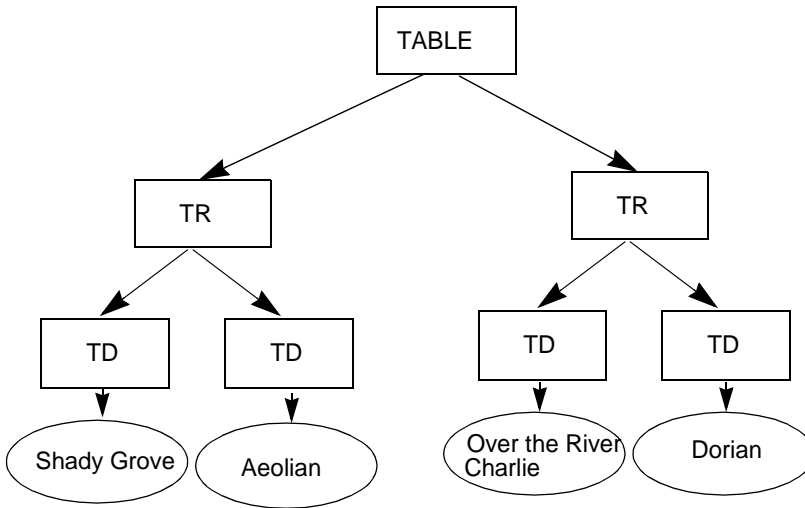 TABLE
TR
TR
TD
TD
TD
TD
Shady Grove
Aeolian
Over the River
Charlie
Dorian